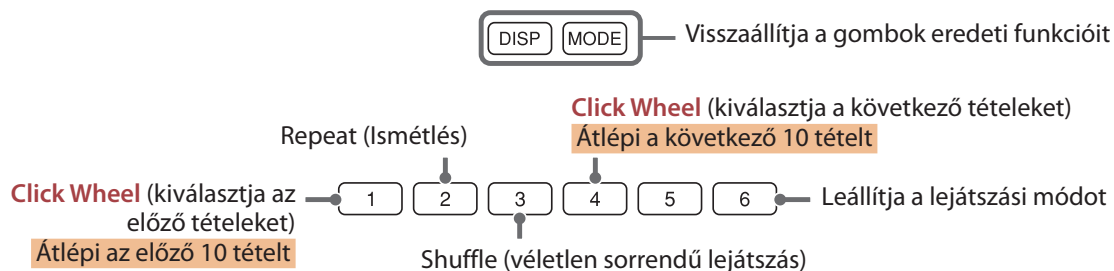 DISP MODE Visszaállítja a gombok eredeti funkcióit
Click Wheel (kiválasztja a következő tételeket)
Átlépi a következő 10 tételt
Repeat (Ismétlés)
Click Wheel (kiválasztja az
előző tételeket)
Átlépi az előző 10 tételt
1 2 3 4 5 6
Leállítja a lejátszási módot
Shuffle (véletlen sorrendű lejátszás)